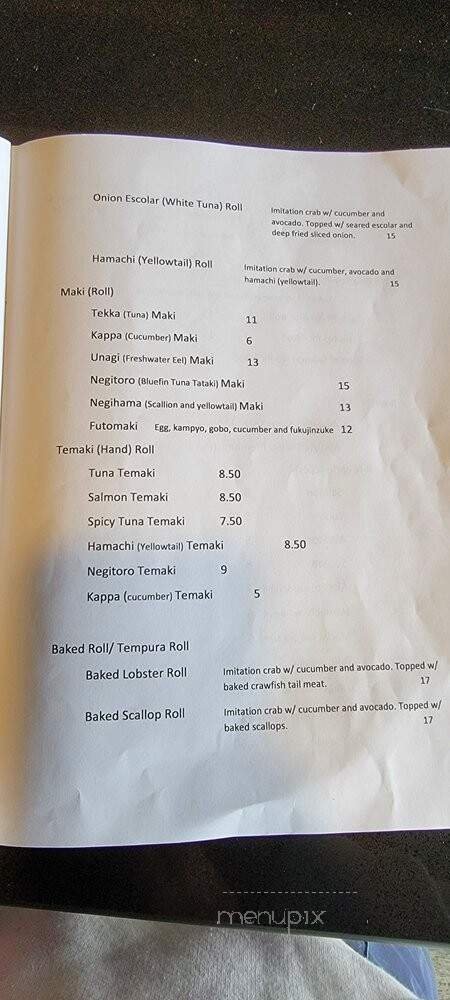 Onion Escolar (White Tuna) Roll
Imitation crab w/ cucumber and
avocado. Topped w/ seared escolar and
deep fried sliced onion. 15
Hamachi (Yellowtail) Roll
Imitation crab w/ cucumber, avocado and
hamachi (yellowtail). 15
Maki (Roll)
Tekka (Tuna) Maki 11
Kappa (Cucumber) Maki 6
Unagi (Freshwater Eel) Maki 13
Negitoro (Bluefin Tuna Tataki) Maki 15
Negihama (Scallion and yellowtail) Maki 13
Futomaki Egg, kampyo, gobo, cucumber and fukujinzuke 12
Temaki (Hand) Roll
Tuna Temaki 8.50
Salmon Temaki 8.50
Spicy Tuna Temaki 7.50
Hamachi (Yellowtail) Temaki 8.50
Negitoro Temaki 9
Kappa (cucumber) Temaki 5
Baked Roll/ Tempura Roll
Baked Lobster Roll
Imitation crab w/ cucumber and avocado. Topped w/
baked crawfish tail meat. 17
Baked Scallop Roll
Imitation crab w/ cucumber and avocado. Topped w/
baked scallops. 17
menupix